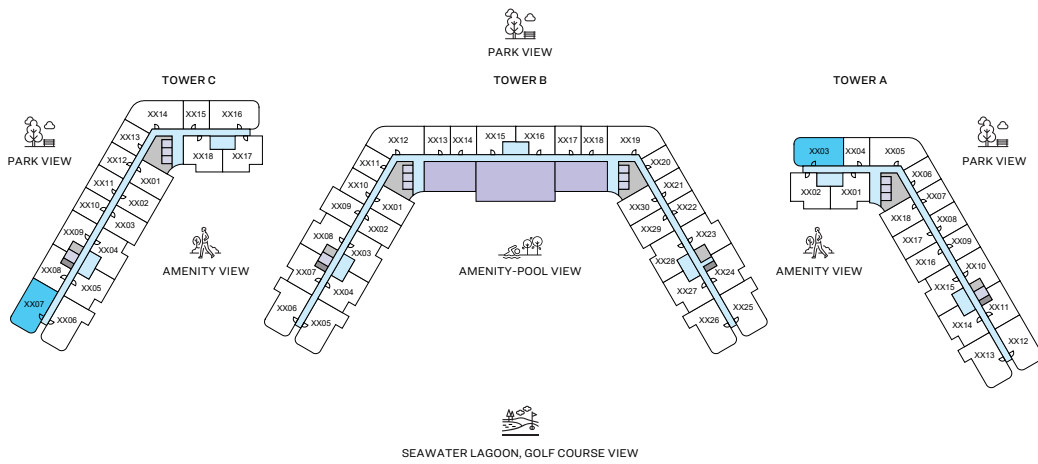 PARK VIEW
TOWER C
TOWER B
TOWER A
PARK VIEW
PARK VIEW
XX14
XX15
XX16
XX13
XX12
XX11
XX10
XX09
XX08
XX07
XX18
XX17
XX01
XX02
XX03
XX04
XX05
XX06
AMENITY VIEW
XX12
XX13
XX14
XX15
XX16
XX17
XX18
XX19
XX11
XX10
XX09
XX08
XX07
XX06
XX01
XX02
XX03
XX04
XX05
XX20
XX21
XX22
XX23
XX24
XX25
XX30
XX29
XX28
XX27
XX26
AMENITY-POOL VIEW
AMENITY VIEW
XX03
XX04
XX05
XX02
XX01
XX06
XX07
XX08
XX09
XX10
XX11
XX12
XX18
XX17
XX16
XX15
XX14
XX13
SEAWATER LAGOON, GOLF COURSE VIEW